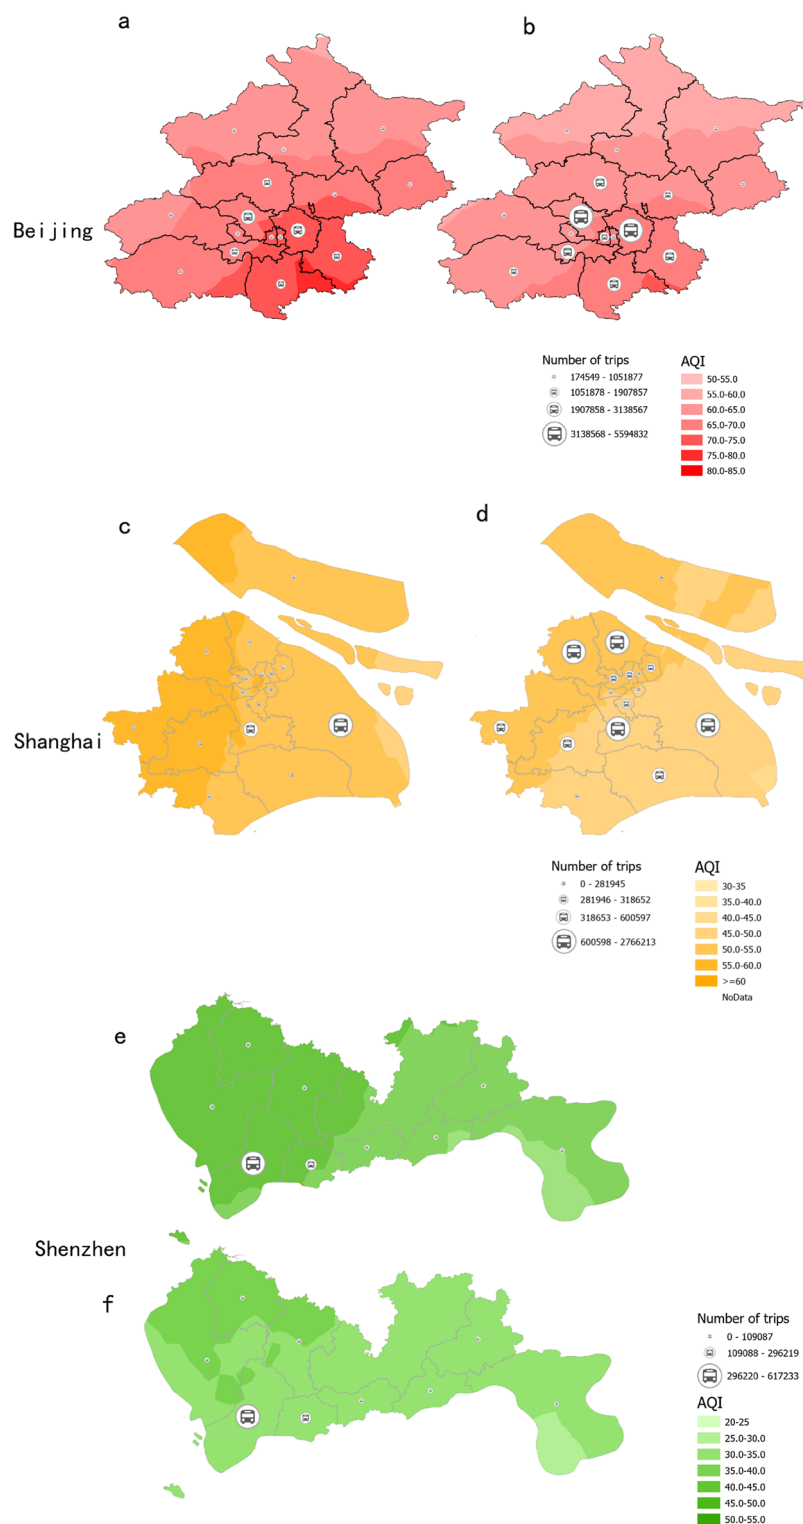 a
b
Beijing
Number of trips
174549 - 1051877
1051878 - 1907857
1907858 - 3138567
3138568 - 5594832
AQI
50-55.0
55.0-60.0
60.0-65.0
65.0-70.0
70.0-75.0
75.0-80.0
80.0-85.0
c
d
Shanghai
Number of trips
0 - 281945
281946 - 318652
318653 - 600597
600598 - 2766213
AQI
30-35
35.0-40.0
40.0-45.0
45.0-50.0
50.0-55.0
55.0-60.0
>=60
NoData
e
Shenzhen
f
Number of trips
0 - 109087
109088 - 296219
296220 - 617233
AQI
20-25
25.0-30.0
30.0-35.0
35.0-40.0
40.0-45.0
45.0-50.0
50.0-55.0